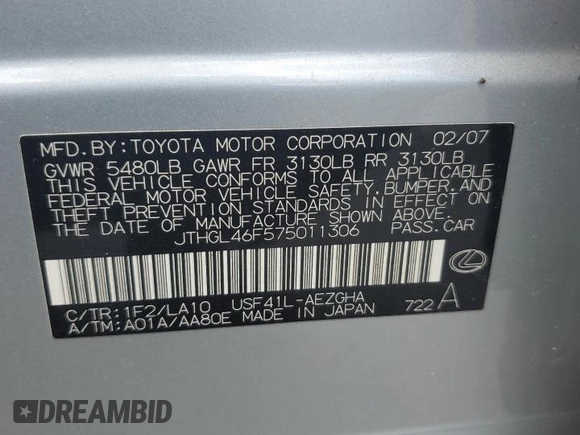 MFD.BY:TOYOTA MOTOR CORPORATION 02/07
GVWR 5480LB GAWR FR 3130LB RR 3130LB
THIS VEHICLE CONFORMS TO ALL APPLICABLE
FEDERAL MOTOR VEHICLE SAFETY,BUMPER,AND
THEFT PREVENTION STANDARDS IN EFFECT ON
THE DATE OF MANUFACTURE SHOWN ABOVE.
JTHGL46F575011306 PASS.CAR
C/TR:1F2/LA10 USF41L-AEZGHA
A/TM:A01A/AA80E MADE IN JAPAN 722 A
DREAMBID